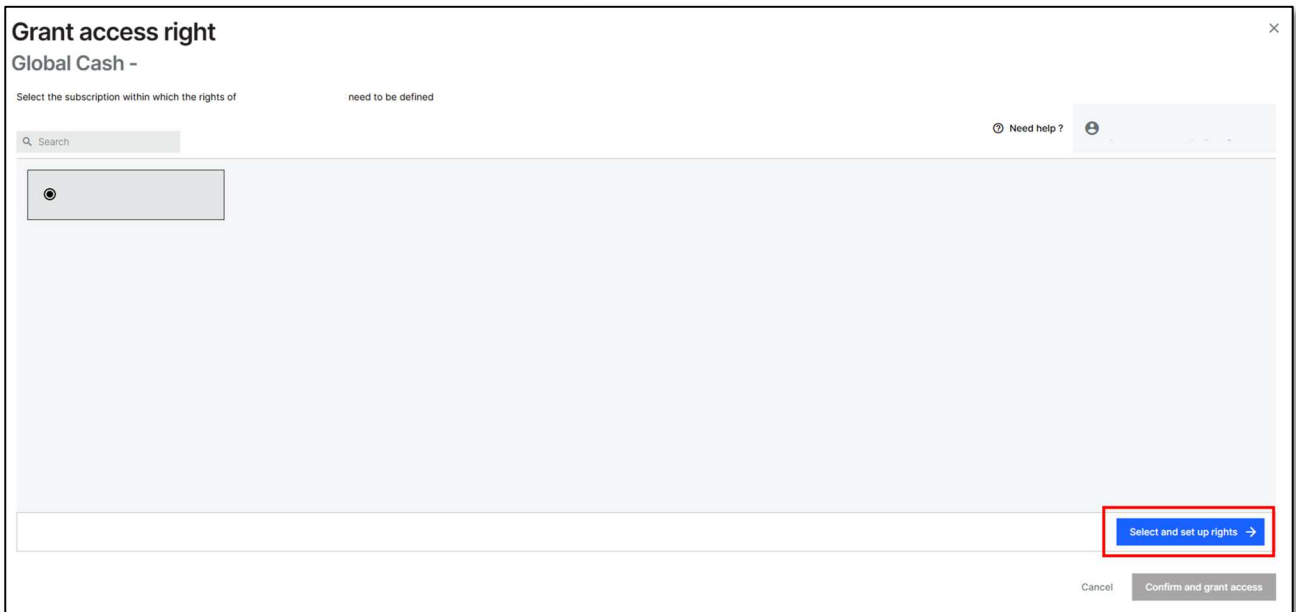 Grant access right
Global Cash -
Select the subscription within which the rights of need to be defined
Need help ?
Search
Select and set up rights
Cancel Confirm and grant access